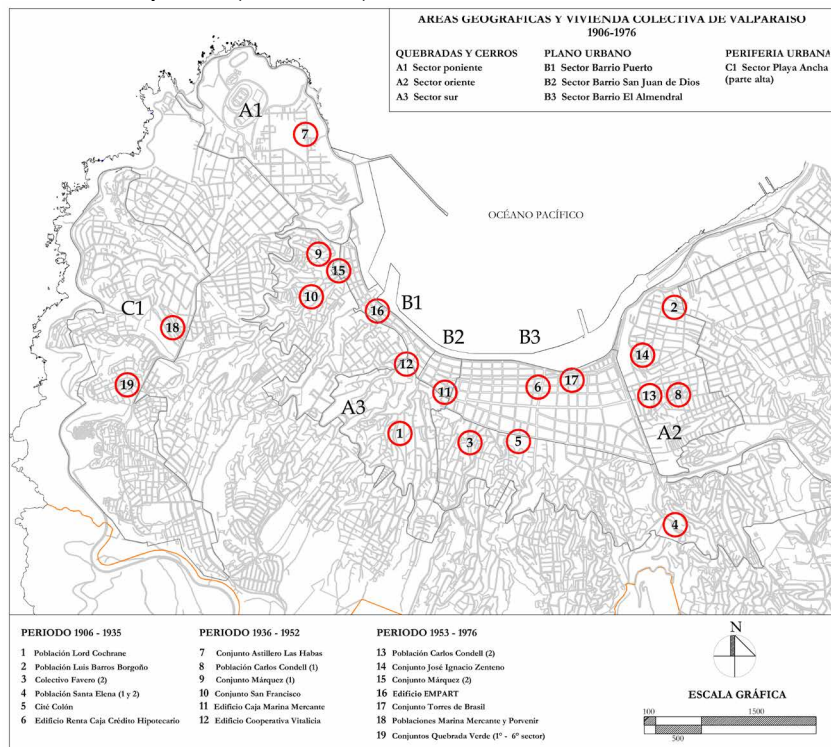 AREAS GEOGRAFICAS Y VIVIENDA COLECTIVA DE VALPARAISO
1906-1976
QUEBRADAS Y CERROS
A1 Sector poniente
A2 Sector oriente
A3 Sector sur
PLANO URBANO
B1 Sector Barrio Puerto
B2 Sector Barrio San Juan de Dios
B3 Sector Barrio El Almendral
PERIFERIA URBANA
C1 Sector Playa Ancha
(parte alta)
A1
7
OCÉANO PACÍFICO
9
15
10
C1
B1
16
2
18
B2
B3
14
12
19
11
6
17
13
8
A3
1
3
5
A2
4
PERIODO 1906 - 1935
1 Población Lord Cochrane
2 Población Luis Barros Borgoño
3 Colectivo Favero (2)
4 Población Santa Elena (1 y 2)
5 Cité Colón
6 Edificio Renta Caja Crédito Hipotecario
PERIODO 1936 - 1952
7 Conjunto Astillero Las Habas
8 Población Carlos Condell (1)
9 Conjunto Márquez (1)
10 Conjunto San Francisco
11 Edificio Caja Marina Mercante
12 Edificio Cooperativa Vitalicia
PERIODO 1953 - 1976
13 Población Carlos Condell (2)
14 Conjunto José Ignacio Zenteno
15 Conjunto Márquez (2)
16 Edificio EMPART
17 Conjunto Torres de Brasil
18 Poblaciones Marina Mercante y Porvenir
19 Conjuntos Quebrada Verde (1º - 6º sector)
N
ESCALA GRÁFICA
100
1500
500